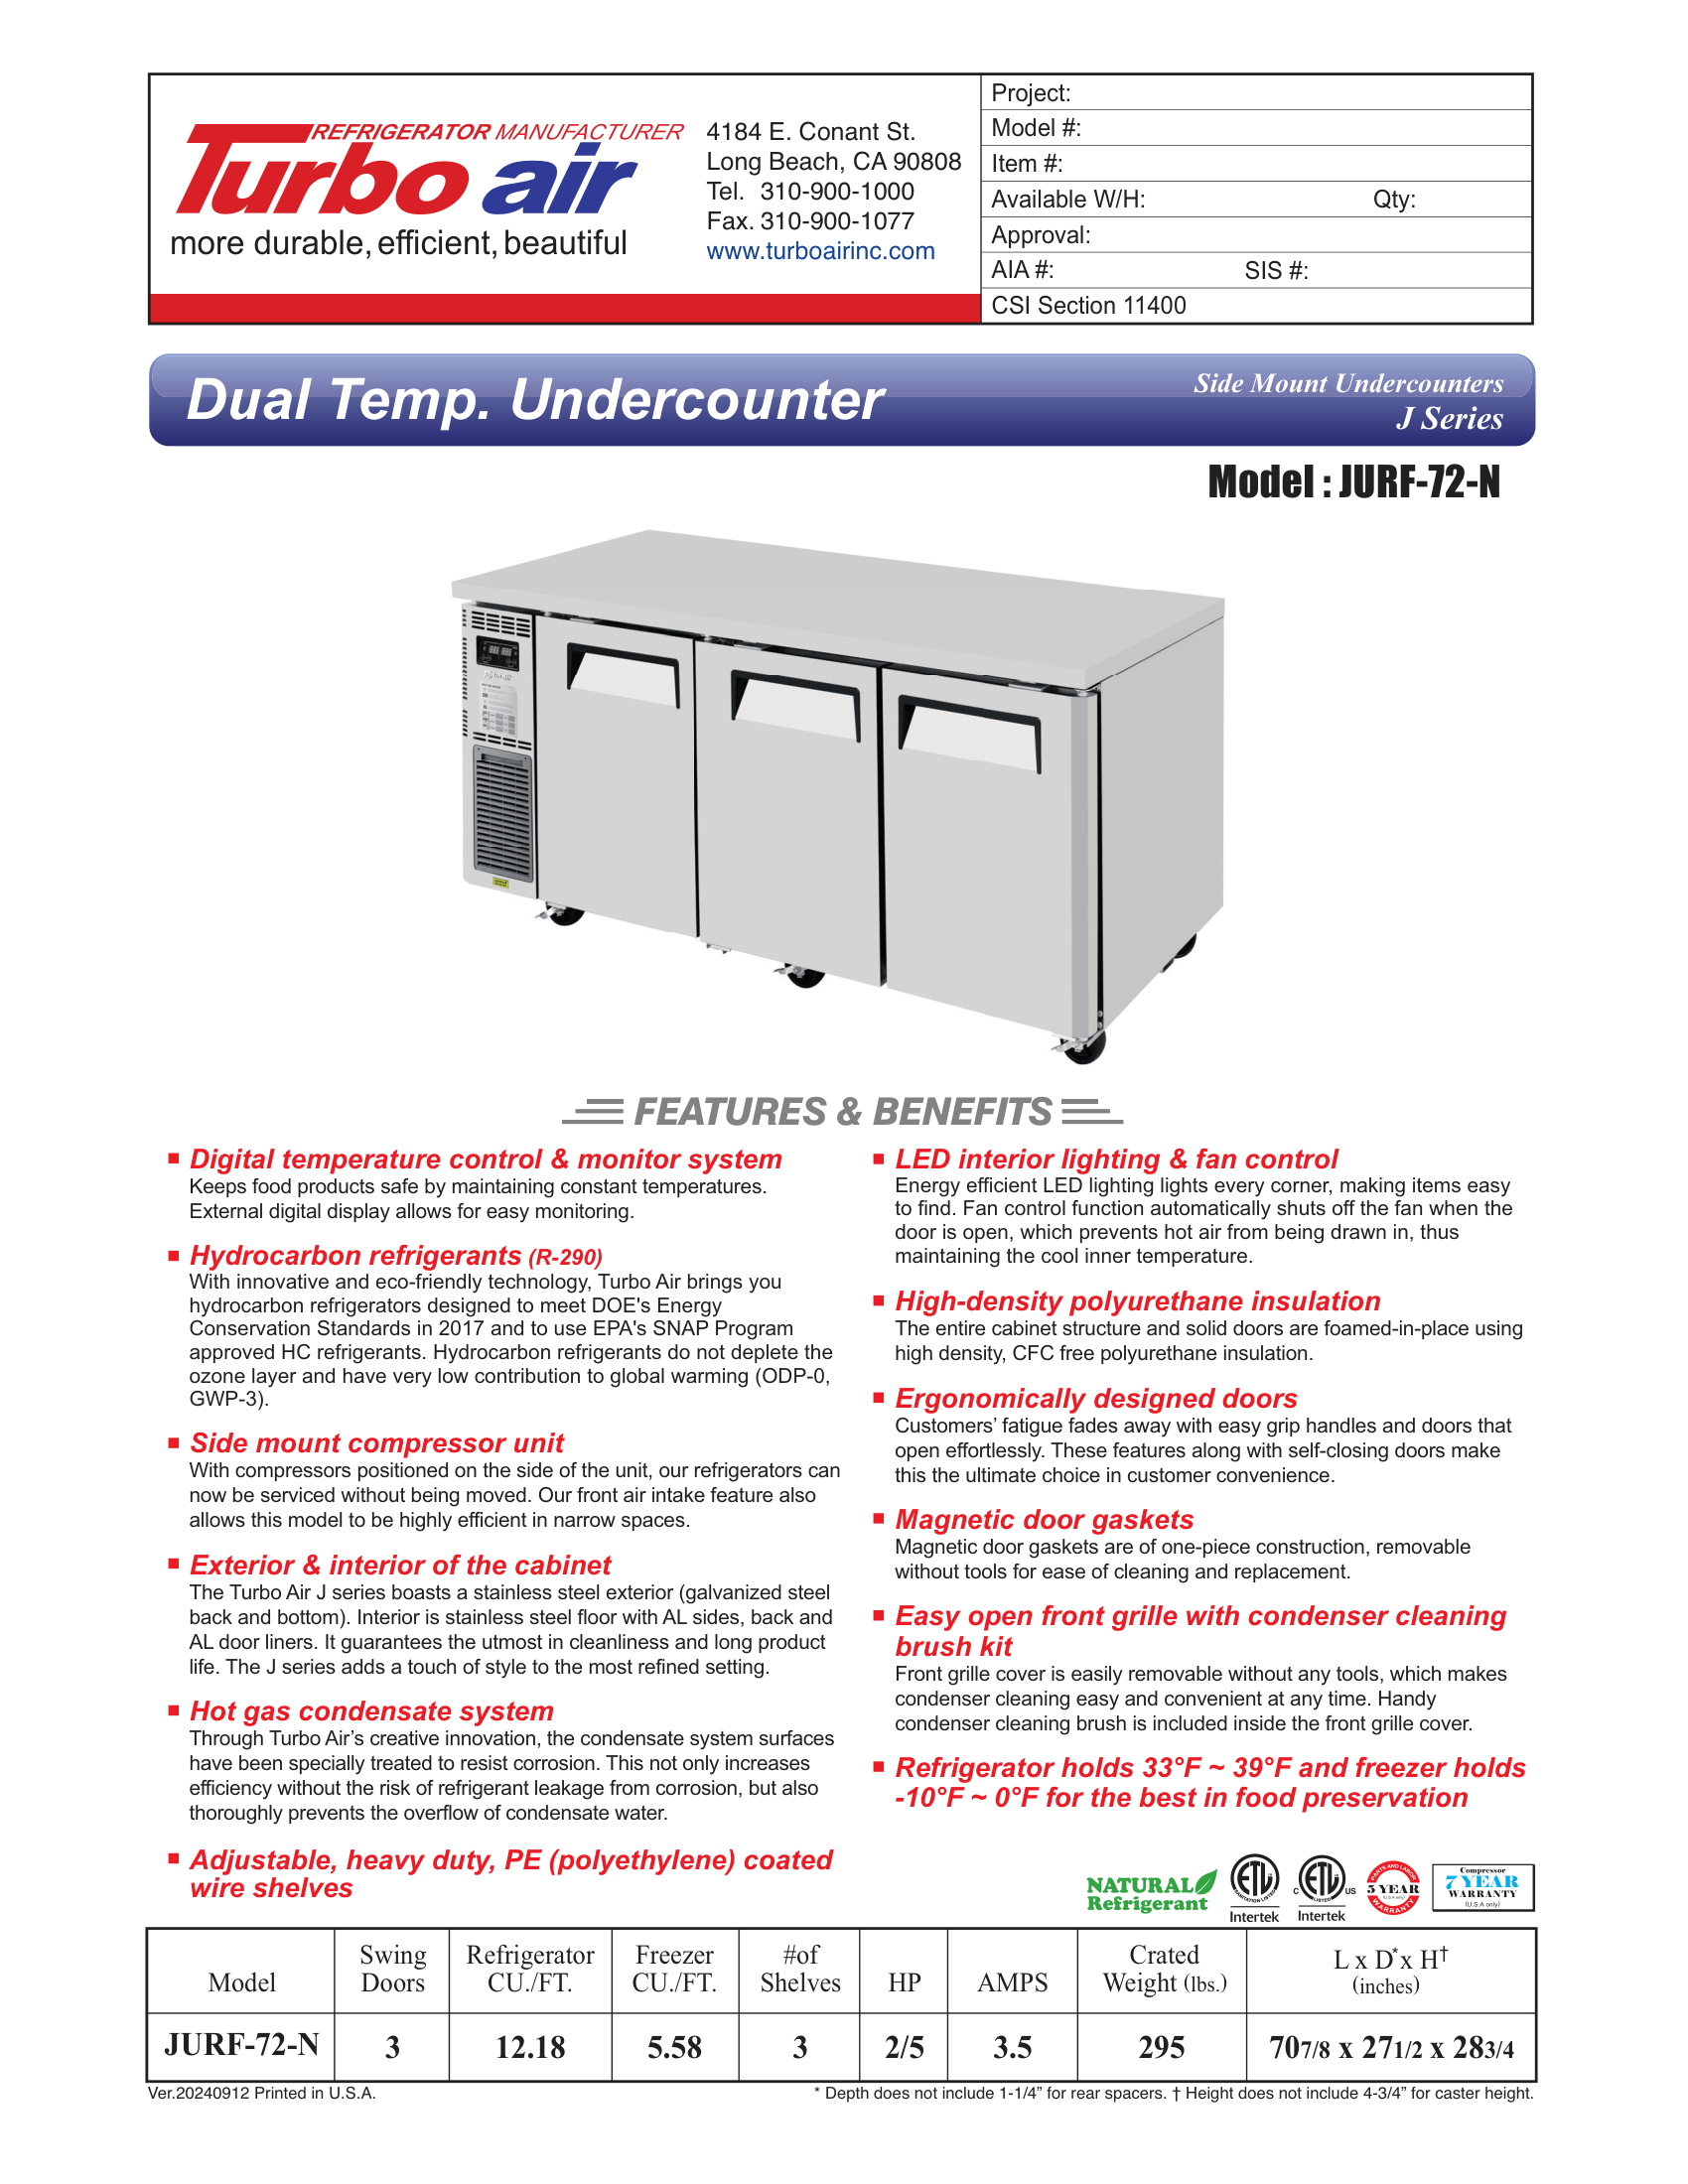 REFRIGERATOR MANUFACTURER
Turbo air
more durable, efficient, beautiful
4184 E. Conant St.
Long Beach, CA 90808
Tel. 310-900-1000
Fax. 310-900-1077
www.turboairinc.com
Project:
Model #:
Item #:
Available W/H: Qty:
Approval:
AIA #: SIS #:
CSI Section 11400
Dual Temp. Undercounter
Side Mount Undercounters
J Series
Model : JURF-72-N
FEATURES & BENEFITS
Digital temperature control & monitor system
Keeps food products safe by maintaining constant temperatures.
External digital display allows for easy monitoring.
Hydrocarbon refrigerants (R-290)
With innovative and eco-friendly technology, Turbo Air brings you
hydrocarbon refrigerators designed to meet DOE's Energy
Conservation Standards in 2017 and to use EPA's SNAP Program
approved HC refrigerants. Hydrocarbon refrigerants do not deplete the
ozone layer and have very low contribution to global warming (ODP-0,
GWP-3).
Side mount compressor unit
With compressors positioned on the side of the unit, our refrigerators can
now be serviced without being moved. Our front air intake feature also
allows this model to be highly efficient in narrow spaces.
Exterior & interior of the cabinet
The Turbo Air J series boasts a stainless steel exterior (galvanized steel
back and bottom). Interior is stainless steel floor with AL sides, back and
AL door liners. It guarantees the utmost in cleanliness and long product
life. The J series adds a touch of style to the most refined setting.
Hot gas condensate system
Through Turbo Air’s creative innovation, the condensate system surfaces
have been specially treated to resist corrosion. This not only increases
efficiency without the risk of refrigerant leakage from corrosion, but also
thoroughly prevents the overflow of condensate water.
Adjustable, heavy duty, PE (polyethylene) coated
wire shelves
LED interior lighting & fan control
Energy efficient LED lighting lights every corner, making items easy
to find. Fan control function automatically shuts off the fan when the
door is open, which prevents hot air from being drawn in, thus
maintaining the cool inner temperature.
High-density polyurethane insulation
The entire cabinet structure and solid doors are foamed-in-place using
high density, CFC free polyurethane insulation.
Ergonomically designed doors
Customers’ fatigue fades away with easy grip handles and doors that
open effortlessly. These features along with self-closing doors make
this the ultimate choice in customer convenience.
Magnetic door gaskets
Magnetic door gaskets are of one-piece construction, removable
without tools for ease of cleaning and replacement.
Easy open front grille with condenser cleaning
brush kit
Front grille cover is easily removable without any tools, which makes
condenser cleaning easy and convenient at any time. Handy
condenser cleaning brush is included inside the front grille cover.
Refrigerator holds 33°F ~ 39°F and freezer holds
-10°F ~ 0°F for the best in food preservation
NATURAL
Refrigerant
ETL
SANITATION LISTED
Intertek
C ETL US
LISTED
Intertek
PARTS AND LABOR
5 YEAR
(U.S.A only)
WARRANTY
Compressor
7 YEAR
WARRANTY
(U.S.A only)
Model Swing Doors Refrigerator CU./FT. Freezer CU./FT. #of Shelves HP AMPS Crated Weight (lbs.) L x D* x H† (inches)
JURF-72-N 3 12.18 5.58 3 2/5 3.5 295 70 7/8 x 27 1/2 x 28 3/4
Ver.20240912 Printed in U.S.A.
* Depth does not include 1-1/4” for rear spacers. † Height does not include 4-3/4” for caster height.